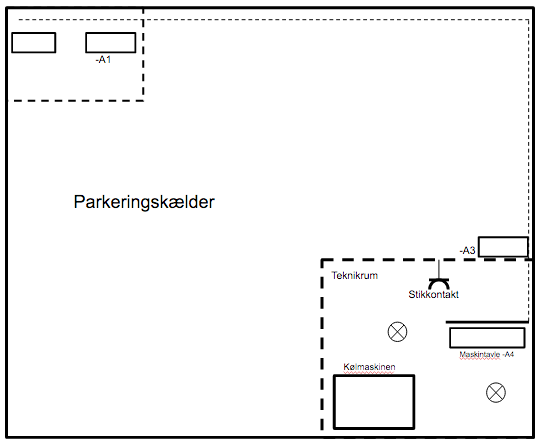 -A1
Parkeringskælder
-A3
Teknikrum
Stikkontakt
Maskintavle -A4
Kølmaskinen